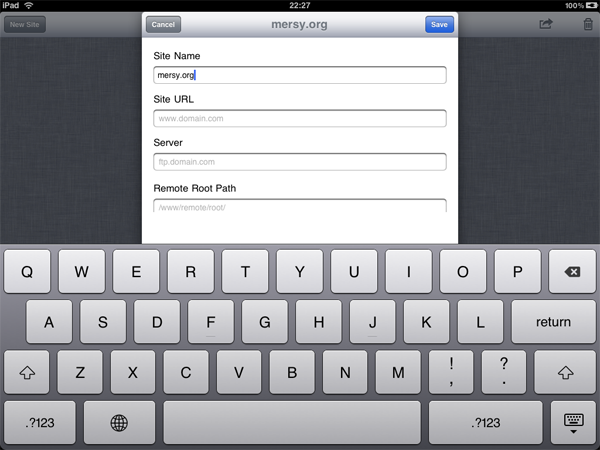 iPad 22:27 100%
New Site Cancel mersy.org Save
Site Name
mersy.org
Site URL
www.domain.com
Server
ftp.domain.com
Remote Root Path
/www/remote/root/
Q W E R T Y U I O P
A S D F G H J K L return
Z X C V B N M ! , ? .
.?123 .?123